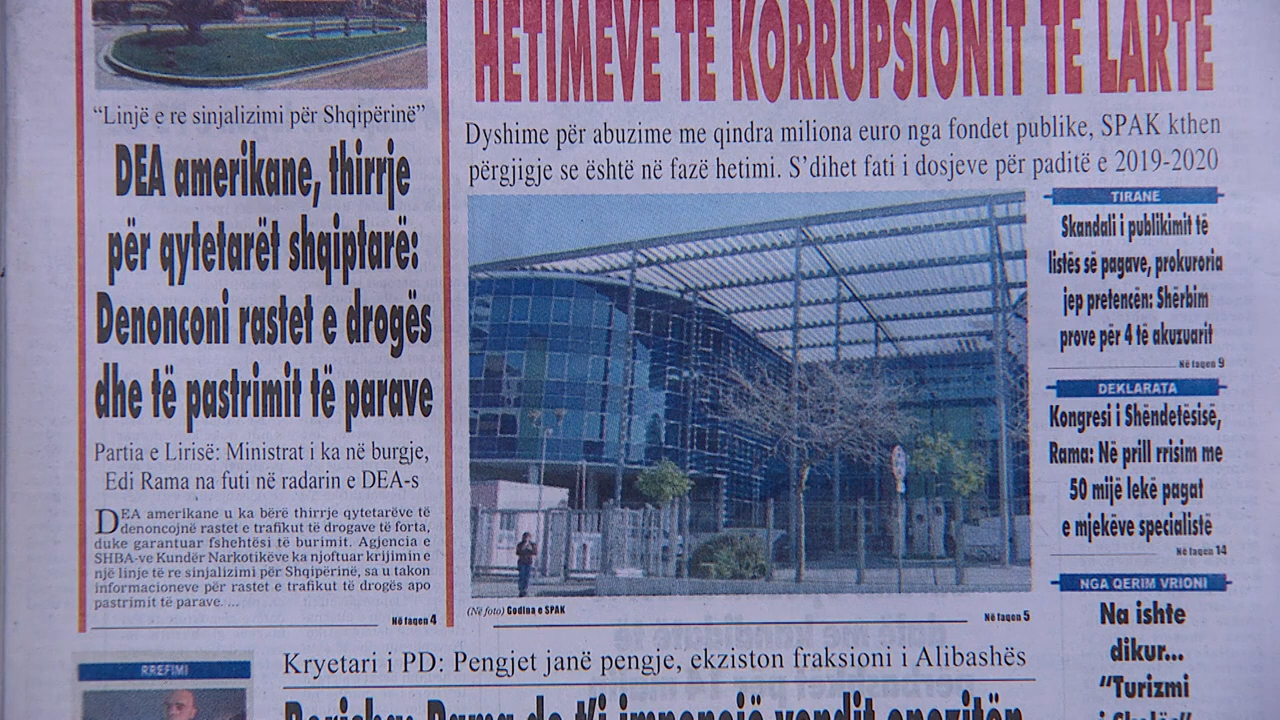 “Linjë e re sinjalizimi për Shqipërinë”
DEA amerikane, thirrje
për qytetarët shqiptarë:
Denonconi rastet e drogës
dhe të pastrimit të parave
Partia e Lirisë: Ministrat i ka në burgje,
Edi Rama na futi në radarin e DEA-s
DEA amerikane u ka bërë thirrje qytetarëve të
denoncojnë rastet e trafikut të drogave të forta,
duke garantuar fshehtësi të burimit. Agjencia e
SHBA-ve Kundër Narkotikëve ka njoftuar krijimin e
një linje të re sinjalizimi për Shqipërinë, sa u takon
informacioneve për rastet e trafikut të drogës apo
pastrimit të parave. ...
Në faqen 4
HETIMEVE TË KORRUPSIONIT TË LARTË
Dyshime për abuzime me qindra miliona euro nga fondet publike, SPAK kthen
përgjigje se është në fazë hetimi. S’dihet fati i dosjeve për paditë e 2019-2020
(Në foto) Godina e SPAK
Në faqen 5
TIRANË
Skandali i publikimit të
listës së pagave, prokuroria
jep pretencën: Shërbim
prove për 4 të akuzuarit
Në faqen 9
DEKLARATA
Kongresi i Shëndetësisë,
Rama: Në prill rrisim me
50 mijë lekë pagat
e mjekëve specialistë
Në faqen 14
NGA QERIM VRIONI
Na ishte
dikur...
“Turizmi
RRËFIMI
Kryetari i PD: Pengjet janë pengje, ekziston fraksioni i Alibashës